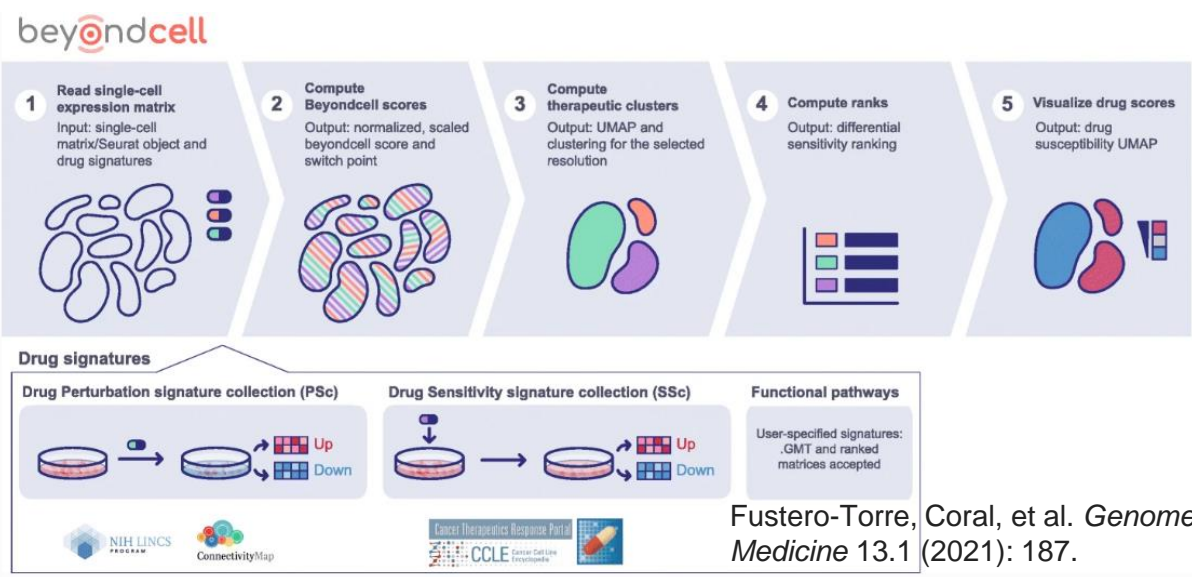 beyondcell
1
Read single-cell
expression matrix
Input: single-cell
matrix/Seurat object and
drug signatures
2
Compute
Beyondcell scores
Output: normalized, scaled
beyondcell score and
switch point
3
Compute
therapeutic clusters
Output: UMAP and
clustering for the selected
resolution
4
Compute ranks
Output: differential
sensitivity ranking
5
Visualize drug scores
Output: drug
susceptibility UMAP
Drug signatures
Drug Perturbation signature collection (PSc)
Up
Down
Drug Sensitivity signature collection (SSc)
Up
Down
Functional pathways
User-specified signatures:
.GMT and ranked
matrices accepted
NIH LINCS
PROGRAM
ConnectivityMap
Cancer Therapeutics Response Portal
CCLE
Cancer Cell Line
Encyclopedia
Fustero-Torre, Coral, et al. Genome
Medicine 13.1 (2021): 187.